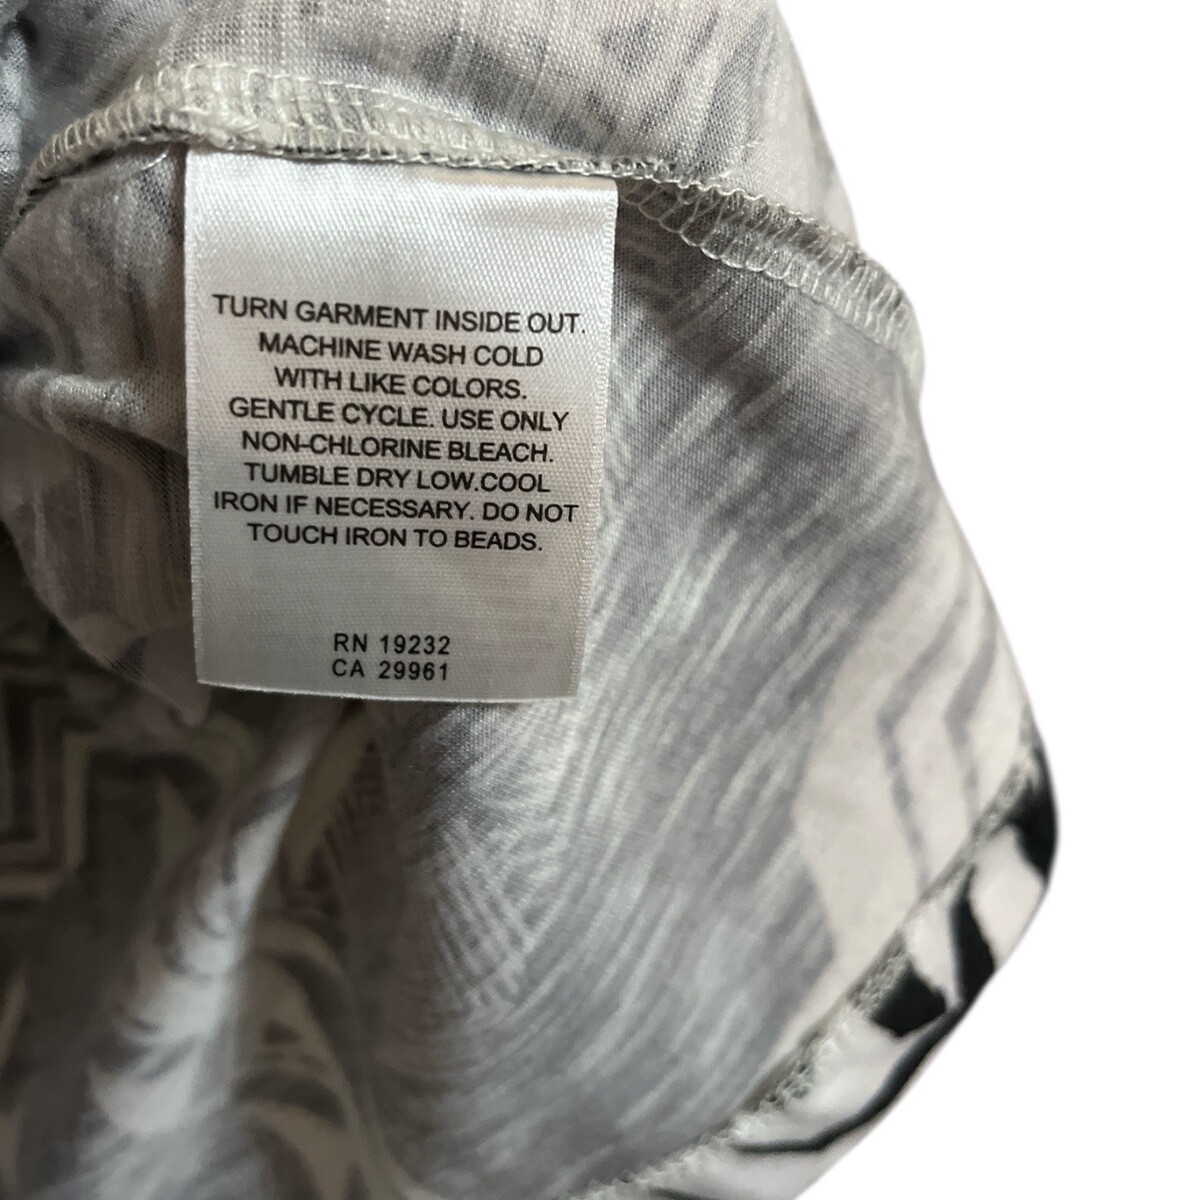 TURN GARMENT INSIDE OUT.
MACHINE WASH COLD
WITH LIKE COLORS.
GENTLE CYCLE. USE ONLY
NON-CHLORINE BLEACH.
TUMBLE DRY LOW.COOL
IRON IF NECESSARY. DO NOT
TOUCH IRON TO BEADS.
RN 19232
CA 29961